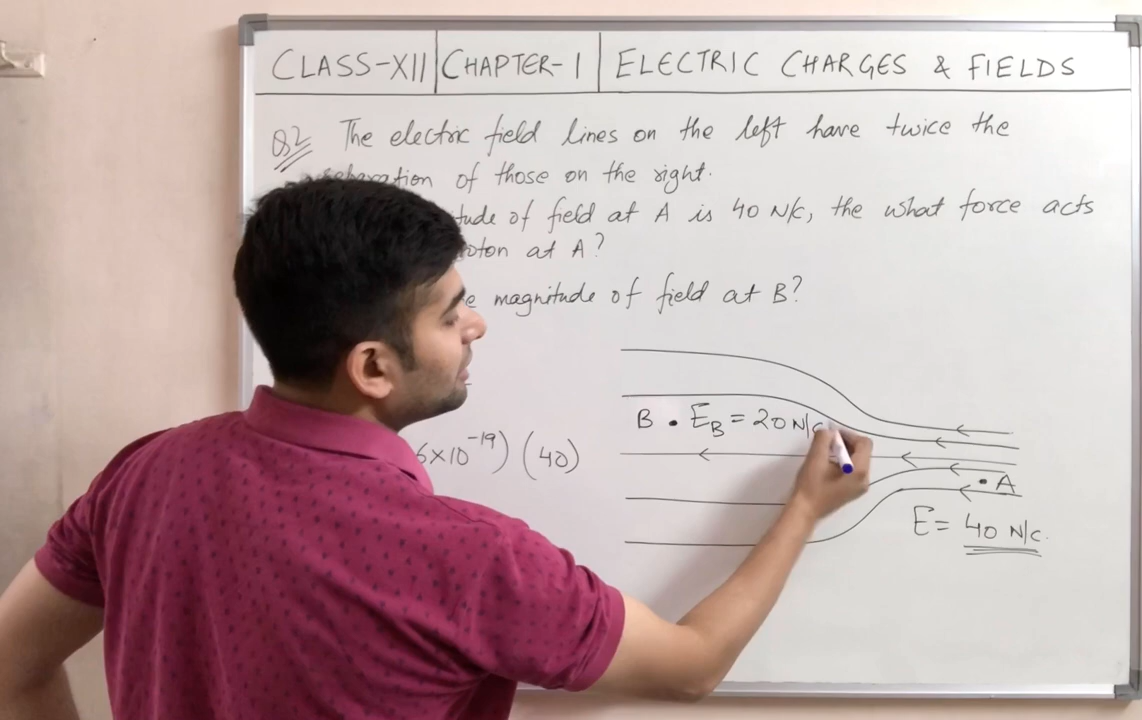 CLASS-XII CHAPTER-1 ELECTRIC CHARGES & FIELDS
Q2 The electric field lines on the left have twice the
separation of those on the right.
tude of field at A is 40 N/C, the what force acts
oton at A?
e magnitude of field at B?
B . E_B = 20 N/C
6×10⁻¹⁹) (40)
. A
E = 40 N/C.